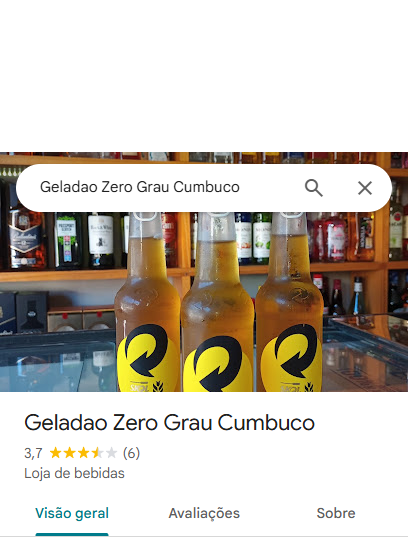 Geladao Zero Grau Cumbuco
Geladao Zero Grau Cumbuco
3,7 (6)
Loja de bebidas
Visão geral Avaliações Sobre